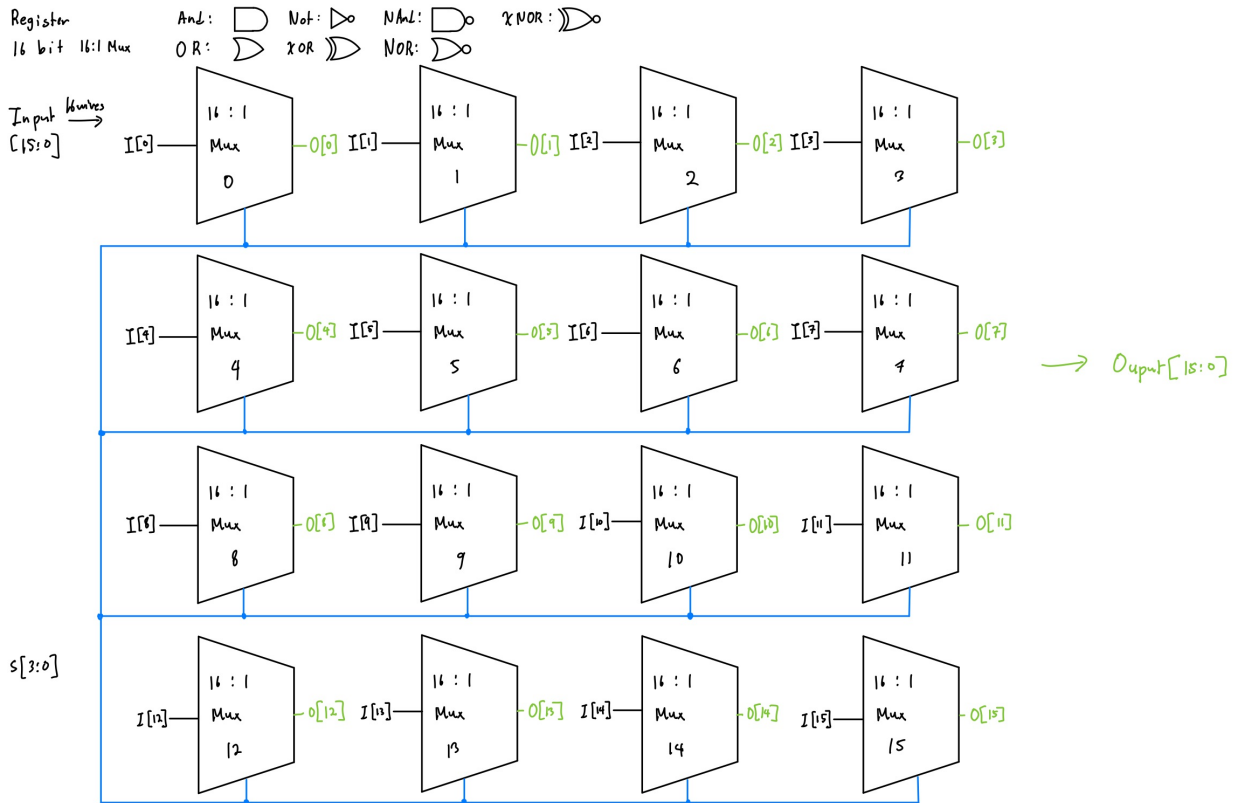 Register And: Not: NAnd: XNOR:
16 bit 16:1 Mux OR: XOR NOR:
Input 16 wires
[15:0]
I[0] 16 : 1 Mux 0 O[0] I[1] 16 : 1 Mux 1 O[1] I[2] 16 : 1 Mux 2 O[2] I[3] 16 : 1 Mux 3 O[3]
I[4] 16 : 1 Mux 4 O[4] I[5] 16 : 1 Mux 5 O[5] I[6] 16 : 1 Mux 6 O[6] I[7] 16 : 1 Mux 7 O[7]
Ouput[15:0]
I[8] 16 : 1 Mux 8 O[8] I[9] 16 : 1 Mux 9 O[9] I[10] 16 : 1 Mux 10 O[10] I[11] 16 : 1 Mux 11 O[11]
S[3:0]
I[12] 16 : 1 Mux 12 O[12] I[13] 16 : 1 Mux 13 O[13] I[14] 16 : 1 Mux 14 O[14] I[15] 16 : 1 Mux 15 O[15]